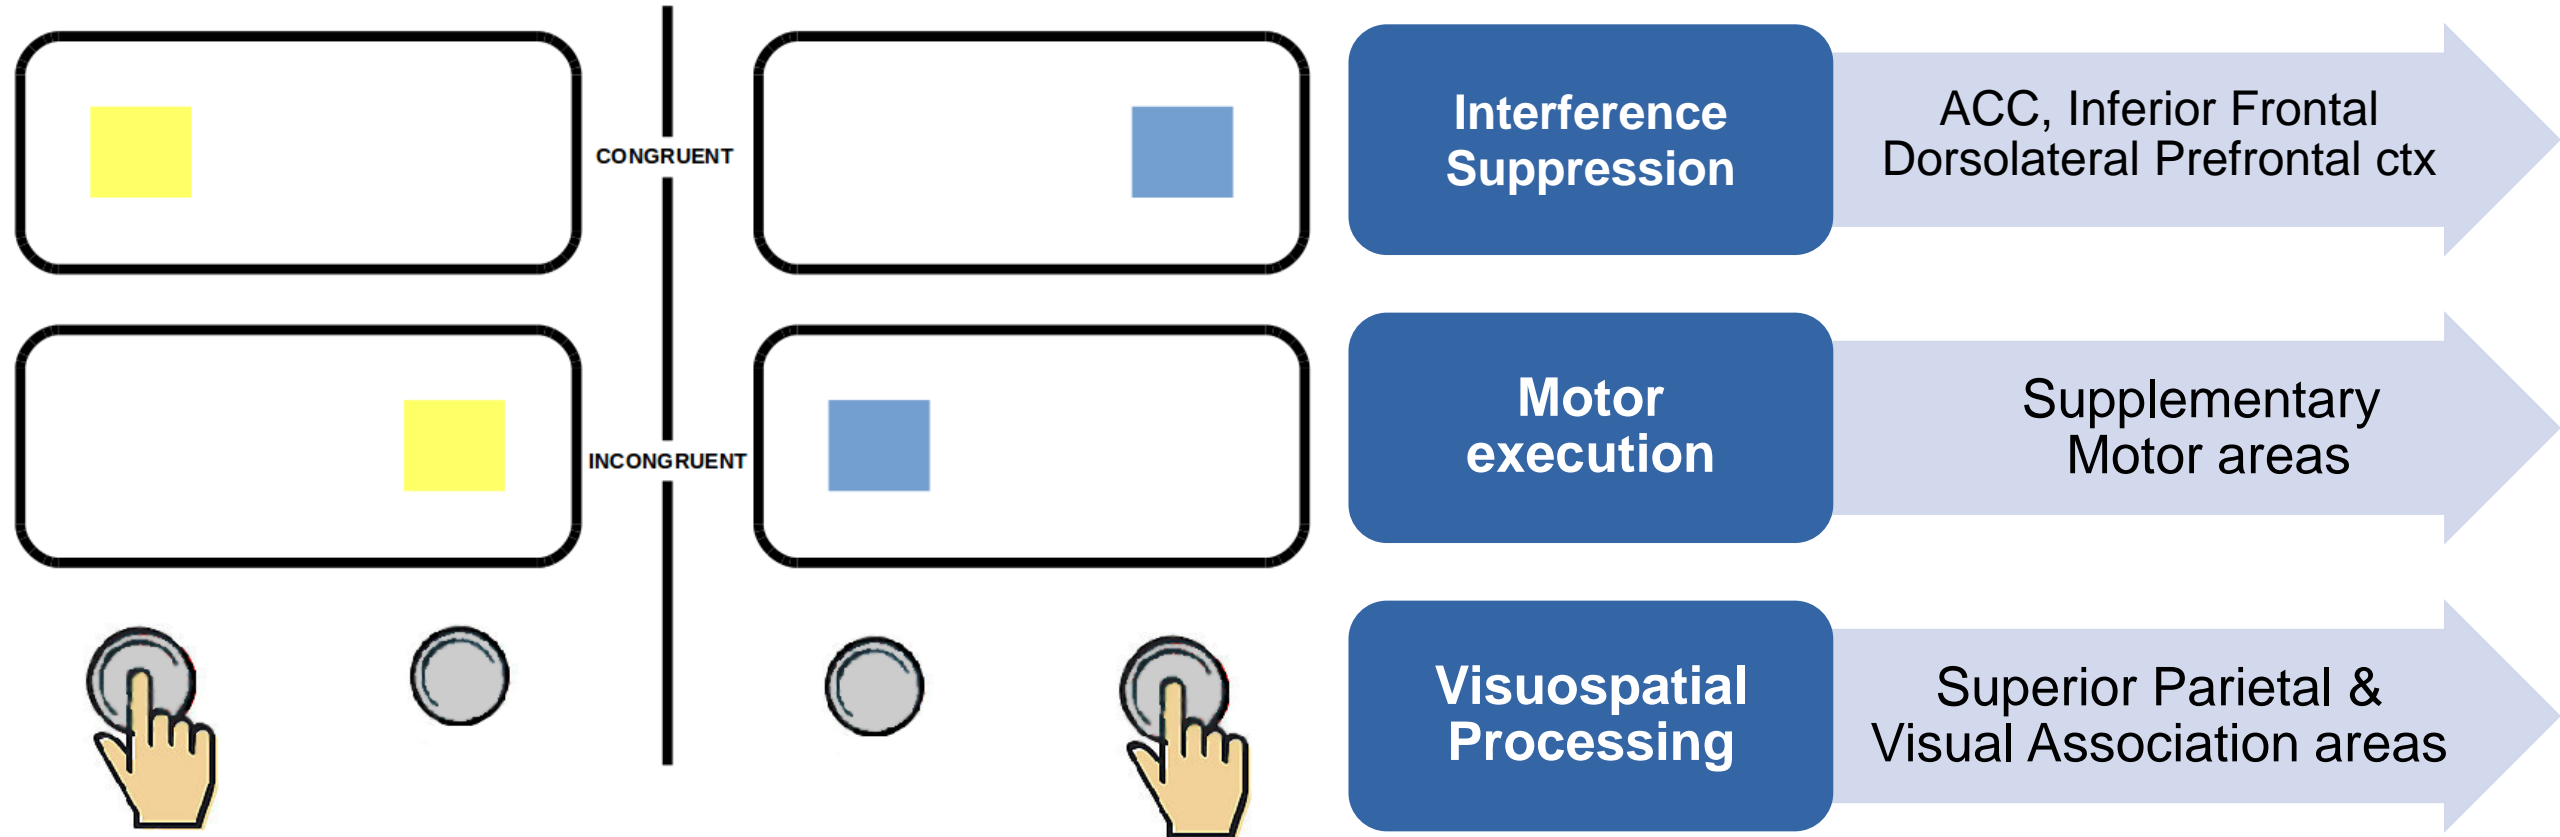 CONGRUENT
INCONGRUENT
Interference
Suppression
ACC, Inferior Frontal
Dorsolateral Prefrontal ctx
Motor
execution
Supplementary
Motor areas
Visuospatial
Processing
Superior Parietal &
Visual Association areas